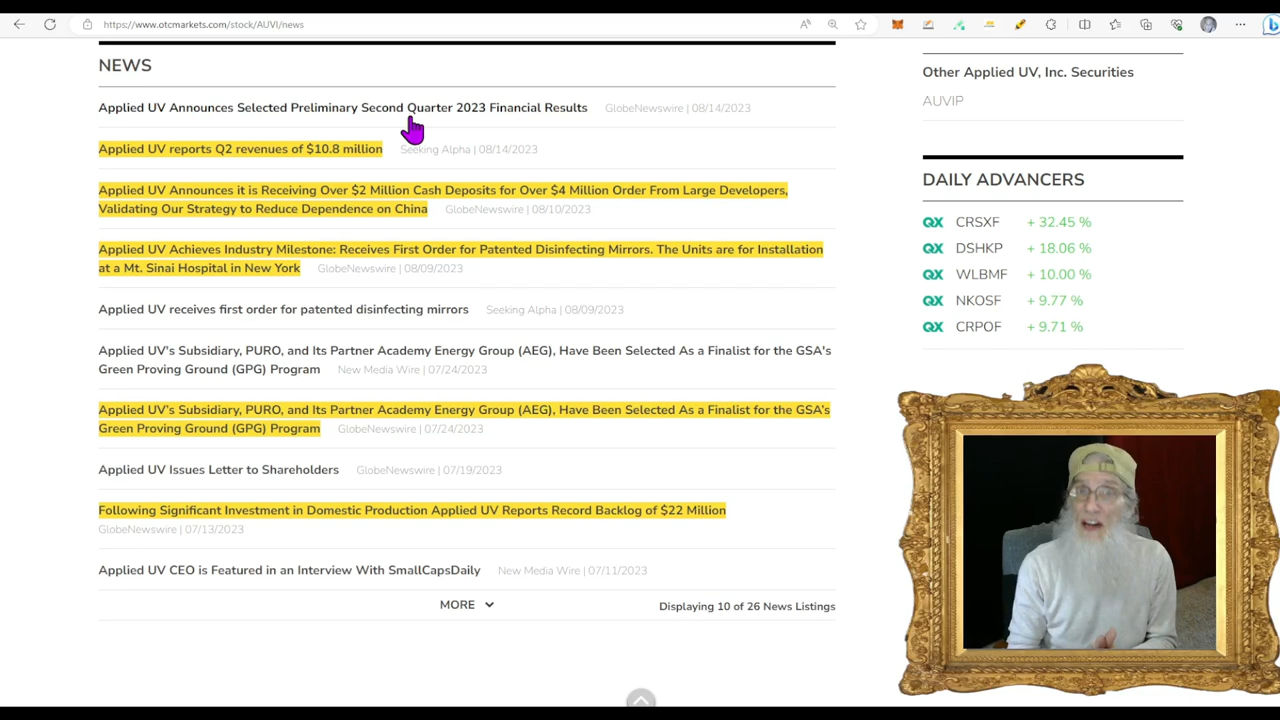 https://www.otcmarkets.com/stock/AUVI/news
NEWS
Applied UV Announces Selected Preliminary Second Quarter 2023 Financial Results GlobeNewswire | 08/14/2023
Applied UV reports Q2 revenues of $10.8 million Seeking Alpha | 08/14/2023
Applied UV Announces it is Receiving Over $2 Million Cash Deposits for Over $4 Million Order From Large Developers,
Validating Our Strategy to Reduce Dependence on China GlobeNewswire | 08/10/2023
Applied UV Achieves Industry Milestone: Receives First Order for Patented Disinfecting Mirrors. The Units are for Installation
at a Mt. Sinai Hospital in New York GlobeNewswire | 08/09/2023
Applied UV receives first order for patented disinfecting mirrors Seeking Alpha | 08/09/2023
Applied UV's Subsidiary, PURO, and Its Partner Academy Energy Group (AEG), Have Been Selected As a Finalist for the GSA's
Green Proving Ground (GPG) Program New Media Wire | 07/24/2023
Applied UV's Subsidiary, PURO, and Its Partner Academy Energy Group (AEG), Have Been Selected As a Finalist for the GSA's
Green Proving Ground (GPG) Program GlobeNewswire | 07/24/2023
Applied UV Issues Letter to Shareholders GlobeNewswire | 07/19/2023
Following Significant Investment in Domestic Production Applied UV Reports Record Backlog of $22 Million
GlobeNewswire | 07/13/2023
Applied UV CEO is Featured in an Interview With SmallCapsDaily New Media Wire | 07/11/2023
MORE Displaying 10 of 26 News Listings
Other Applied UV, Inc. Securities
AUVIP
DAILY ADVANCERS
QX CRSXF + 32.45 %
QX DSHKP + 18.06 %
QX WLBMF + 10.00 %
QX NKOSF + 9.77 %
QX CRPOF + 9.71 %